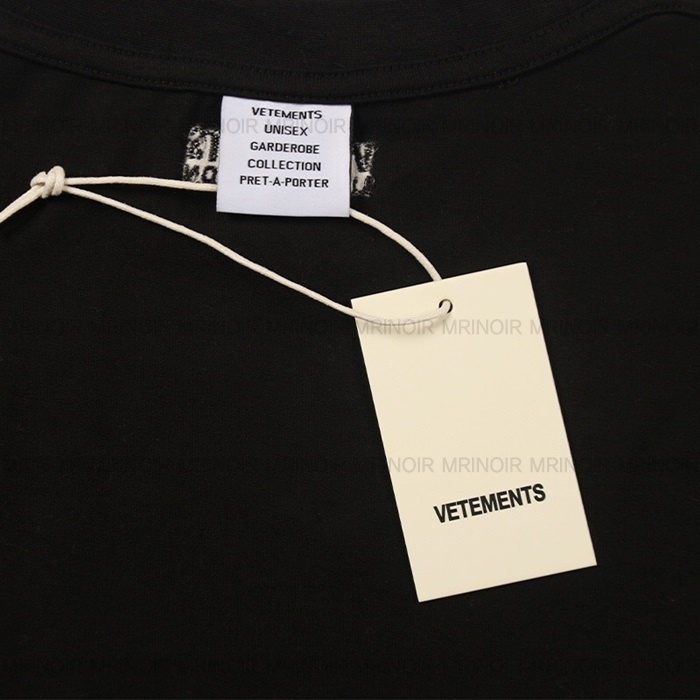 VETEMENTS
UNISEX
GARDEROBE
COLLECTION
PRET-A-PORTER
MRINOIR MRINOIR MRINOIR
VETEMENTS
MRINOIR MRINOIR MRINOIR